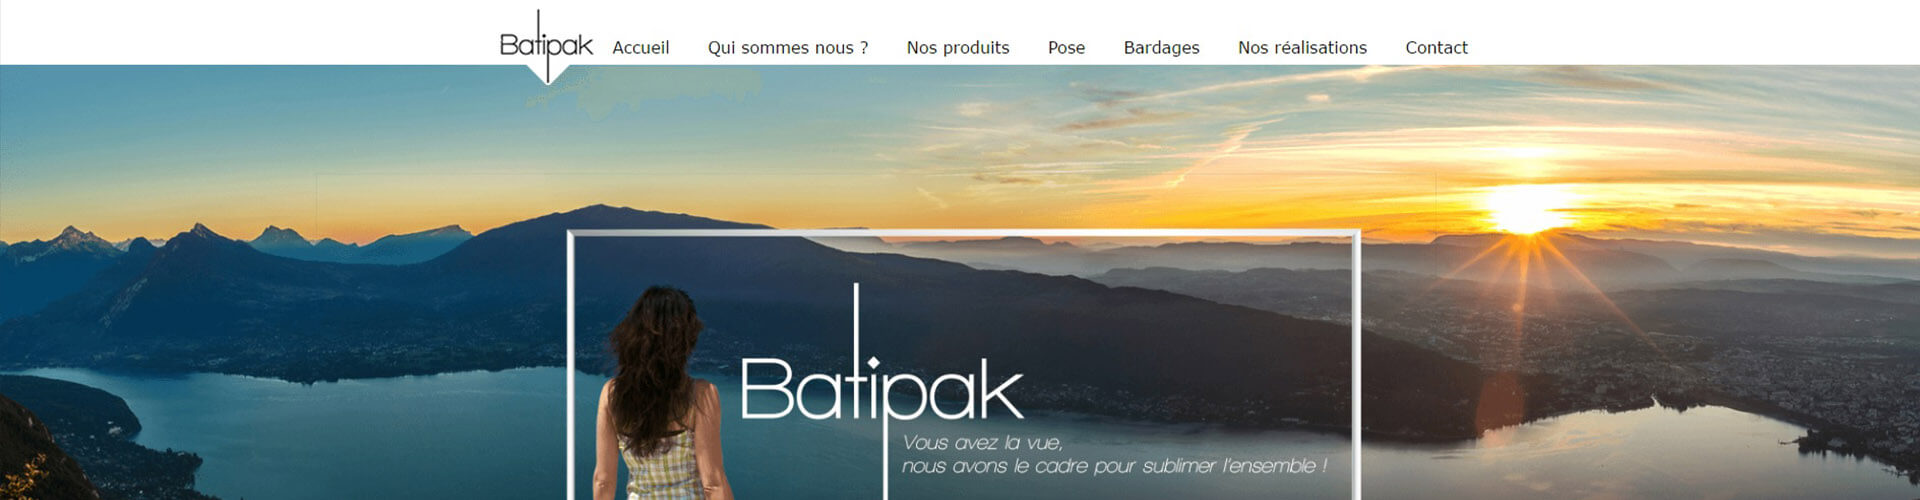 Batipak
Accueil Qui sommes nous ? Nos produits Pose Bardages Nos réalisations Contact
Batipak
Vous avez la vue,
nous avons le cadre pour sublimer l'ensemble !